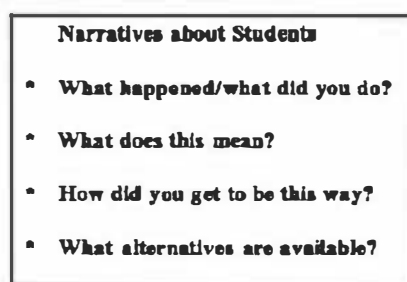 Narratives about Students
* What happened/what did you do?
* What does this mean?
* How did you get to be this way?
* What alternatives are available?